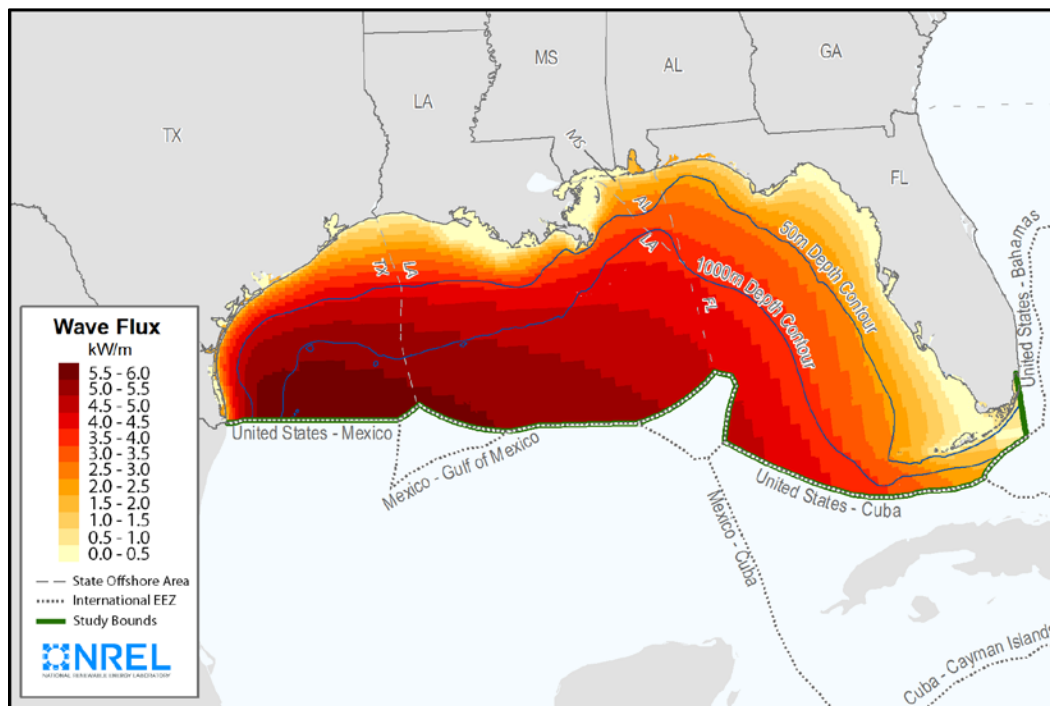 MS
AL
GA
LA
TX
MS
FL
AL
LA
LA
TX
FL
50m Depth Contour
1000m Depth Contour
United States - Bahamas
United States - Mexico
Mexico - Gulf of Mexico
United States - Cuba
Mexico - Cuba
Cuba - Cayman Islands
Wave Flux
kW/m
5.5 - 6.0
5.0 - 5.5
4.5 - 5.0
4.0 - 4.5
3.5 - 4.0
3.0 - 3.5
2.5 - 3.0
2.0 - 2.5
1.5 - 2.0
1.0 - 1.5
0.5 - 1.0
0.0 - 0.5
State Offshore Area
International EEZ
Study Bounds
NREL
NATIONAL RENEWABLE ENERGY LABORATORY